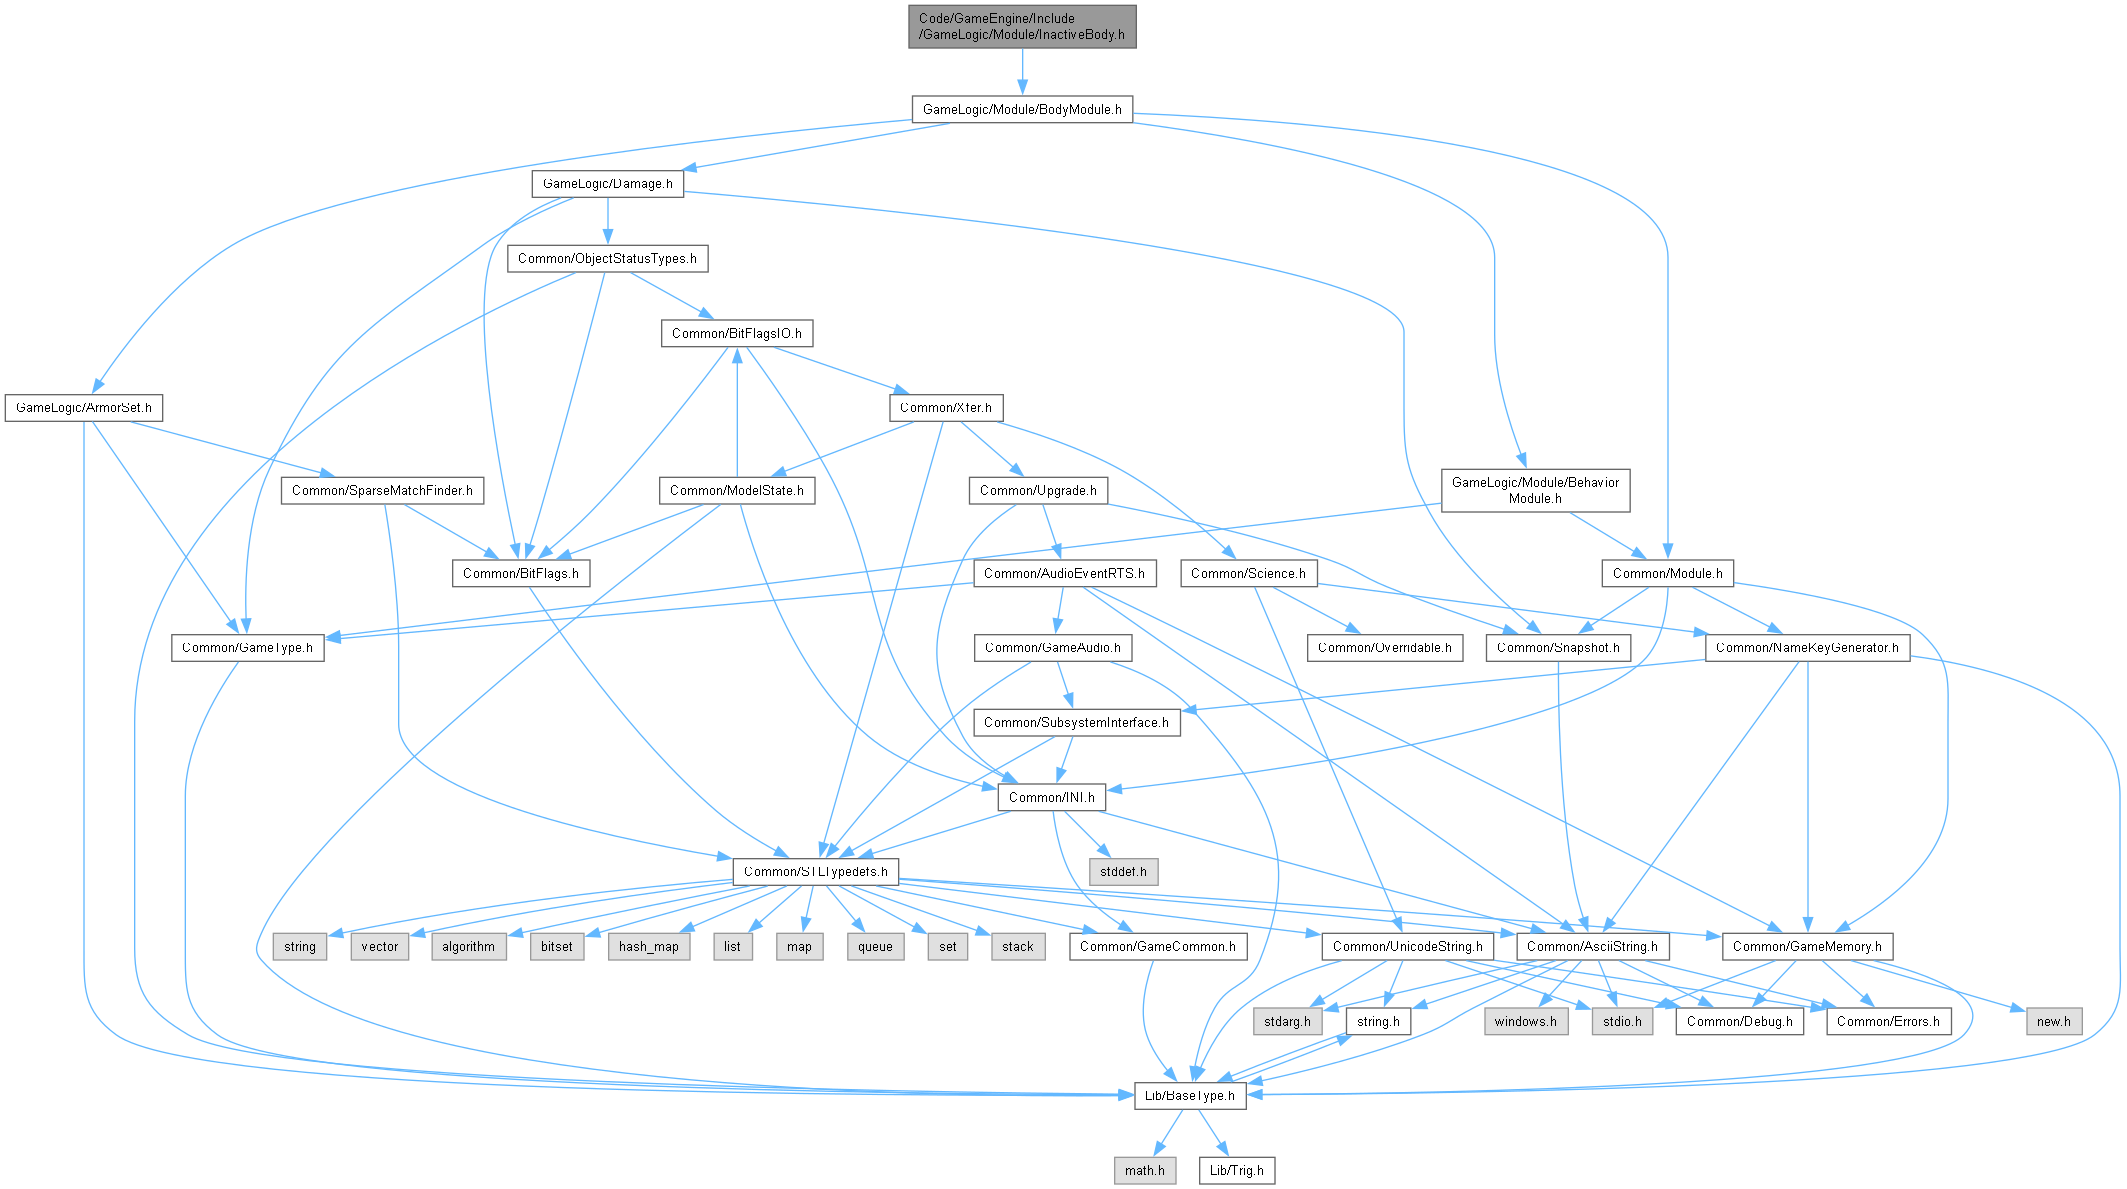 Code/GameEngine/Include
/GameLogic/Module/InactiveBody.h
GameLogic/Module/BodyModule.h
GameLogic/Damage.h
Common/ObjectStatusTypes.h
Common/BitFlagsIO.h
GameLogic/ArmorSet.h
Common/Xfer.h
Common/SparseMatchFinder.h
Common/ModelState.h
Common/Upgrade.h
GameLogic/Module/Behavior
Module.h
Common/BitFlags.h
Common/AudioEventRTS.h
Common/Science.h
Common/Module.h
Common/GameType.h
Common/GameAudio.h
Common/Overridable.h
Common/Snapshot.h
Common/NameKeyGenerator.h
Common/SubsystemInterface.h
Common/INI.h
Common/STLTypedefs.h
stddef.h
string
vector
algorithm
bitset
hash_map
list
map
queue
set
stack
Common/GameCommon.h
Common/UnicodeString.h
Common/AsciiString.h
Common/GameMemory.h
stdarg.h
string.h
windows.h
stdio.h
Common/Debug.h
Common/Errors.h
new.h
Lib/BaseType.h
math.h
Lib/Trig.h